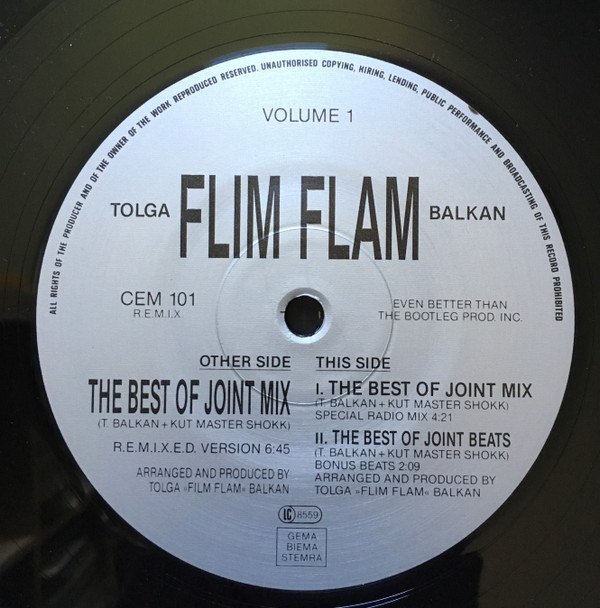 ALL RIGHTS OF THE PRODUCER AND OF THE OWNER OF THE WORK REPRODUCED RESERVED. UNAUTHORISED COPYING, HIRING, LENDING, PUBLIC PERFORMANCE AND BROADCASTING OF THIS RECORD PROHIBITED
VOLUME 1
TOLGA FLIM FLAM BALKAN
CEM 101
R.E.M.I.X.
EVEN BETTER THAN
THE BOOTLEG PROD. INC.
OTHER SIDE
THE BEST OF JOINT MIX
(T. BALKAN + KUT MASTER SHOKK)
R.E.M.I.X.E.D. VERSION 6:45
ARRANGED AND PRODUCED BY
TOLGA »FILM FLAM« BALKAN
THIS SIDE
I. THE BEST OF JOINT MIX
(T. BALKAN + KUT MASTER SHOKK)
SPECIAL RADIO MIX 4:21
II. THE BEST OF JOINT BEATS
(T. BALKAN + KUT MASTER SHOKK)
BONUS BEATS 2:09
ARRANGED AND PRODUCED BY
TOLGA »FLIM FLAM« BALKAN
LC 8559
GEMA
BIEMA
STEMRA